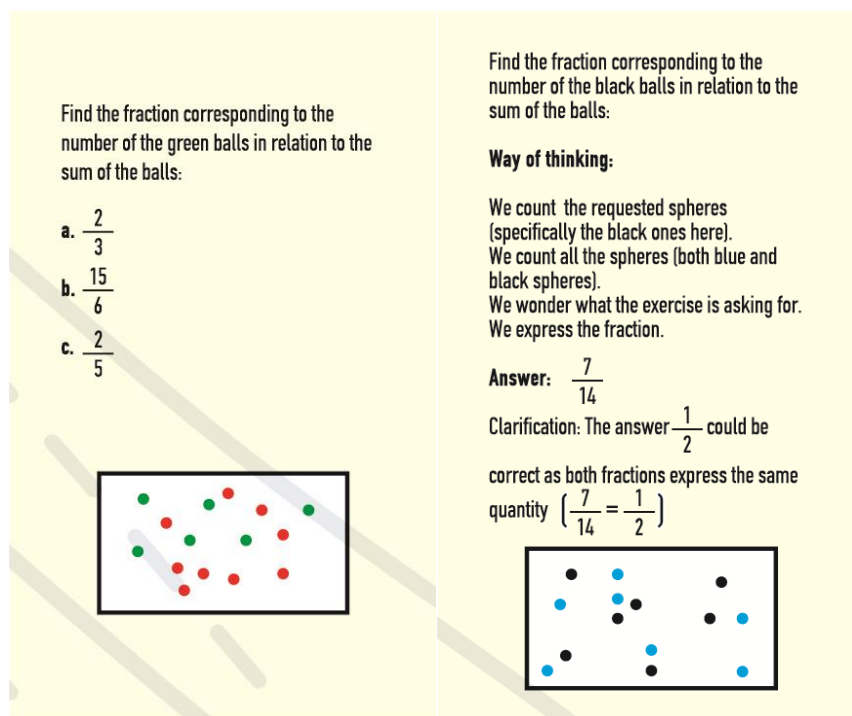 Find the fraction corresponding to the
number of the green balls in relation to the
sum of the balls:
a. 2/3
b. 15/6
c. 2/5
Find the fraction corresponding to the
number of the black balls in relation to the
sum of the balls:
Way of thinking:
We count the requested spheres
(specifically the black ones here).
We count all the spheres (both blue and
black spheres).
We wonder what the exercise is asking for.
We express the fraction.
Answer: 7/14
Clarification: The answer 1/2 could be
correct as both fractions express the same
quantity (7/14 = 1/2)